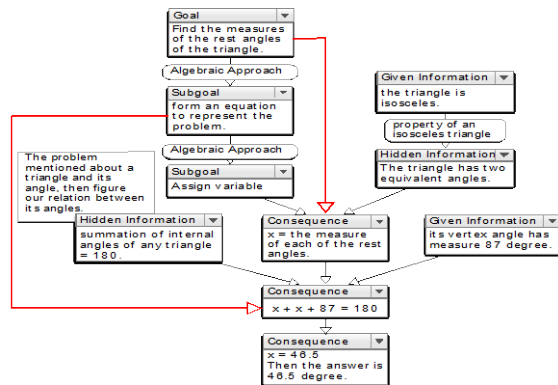 Goal
Find the measures
of the rest angles
of the triangle.
Algebraic Approach
Subgoal
form an equation
to represent the
problem.
Algebraic Approach
Subgoal
Assign variable
Given Information
the triangle is
isosceles.
property of an
isosceles triangle
Hidden Information
The triangle has two
equivalent angles.
The problem
mentioned about a
triangle and its
angle, then figure
our relation between
its angles.
Hidden Information
summation of internal
angles of any triangle
= 180.
Consequence
x = the measure
of each of the rest
angles.
Given Information
its vertex angle has
measure 87 degree.
Consequence
x + x + 87 = 180
Consequence
x = 46.5
Then the answer is
46.5 degree.